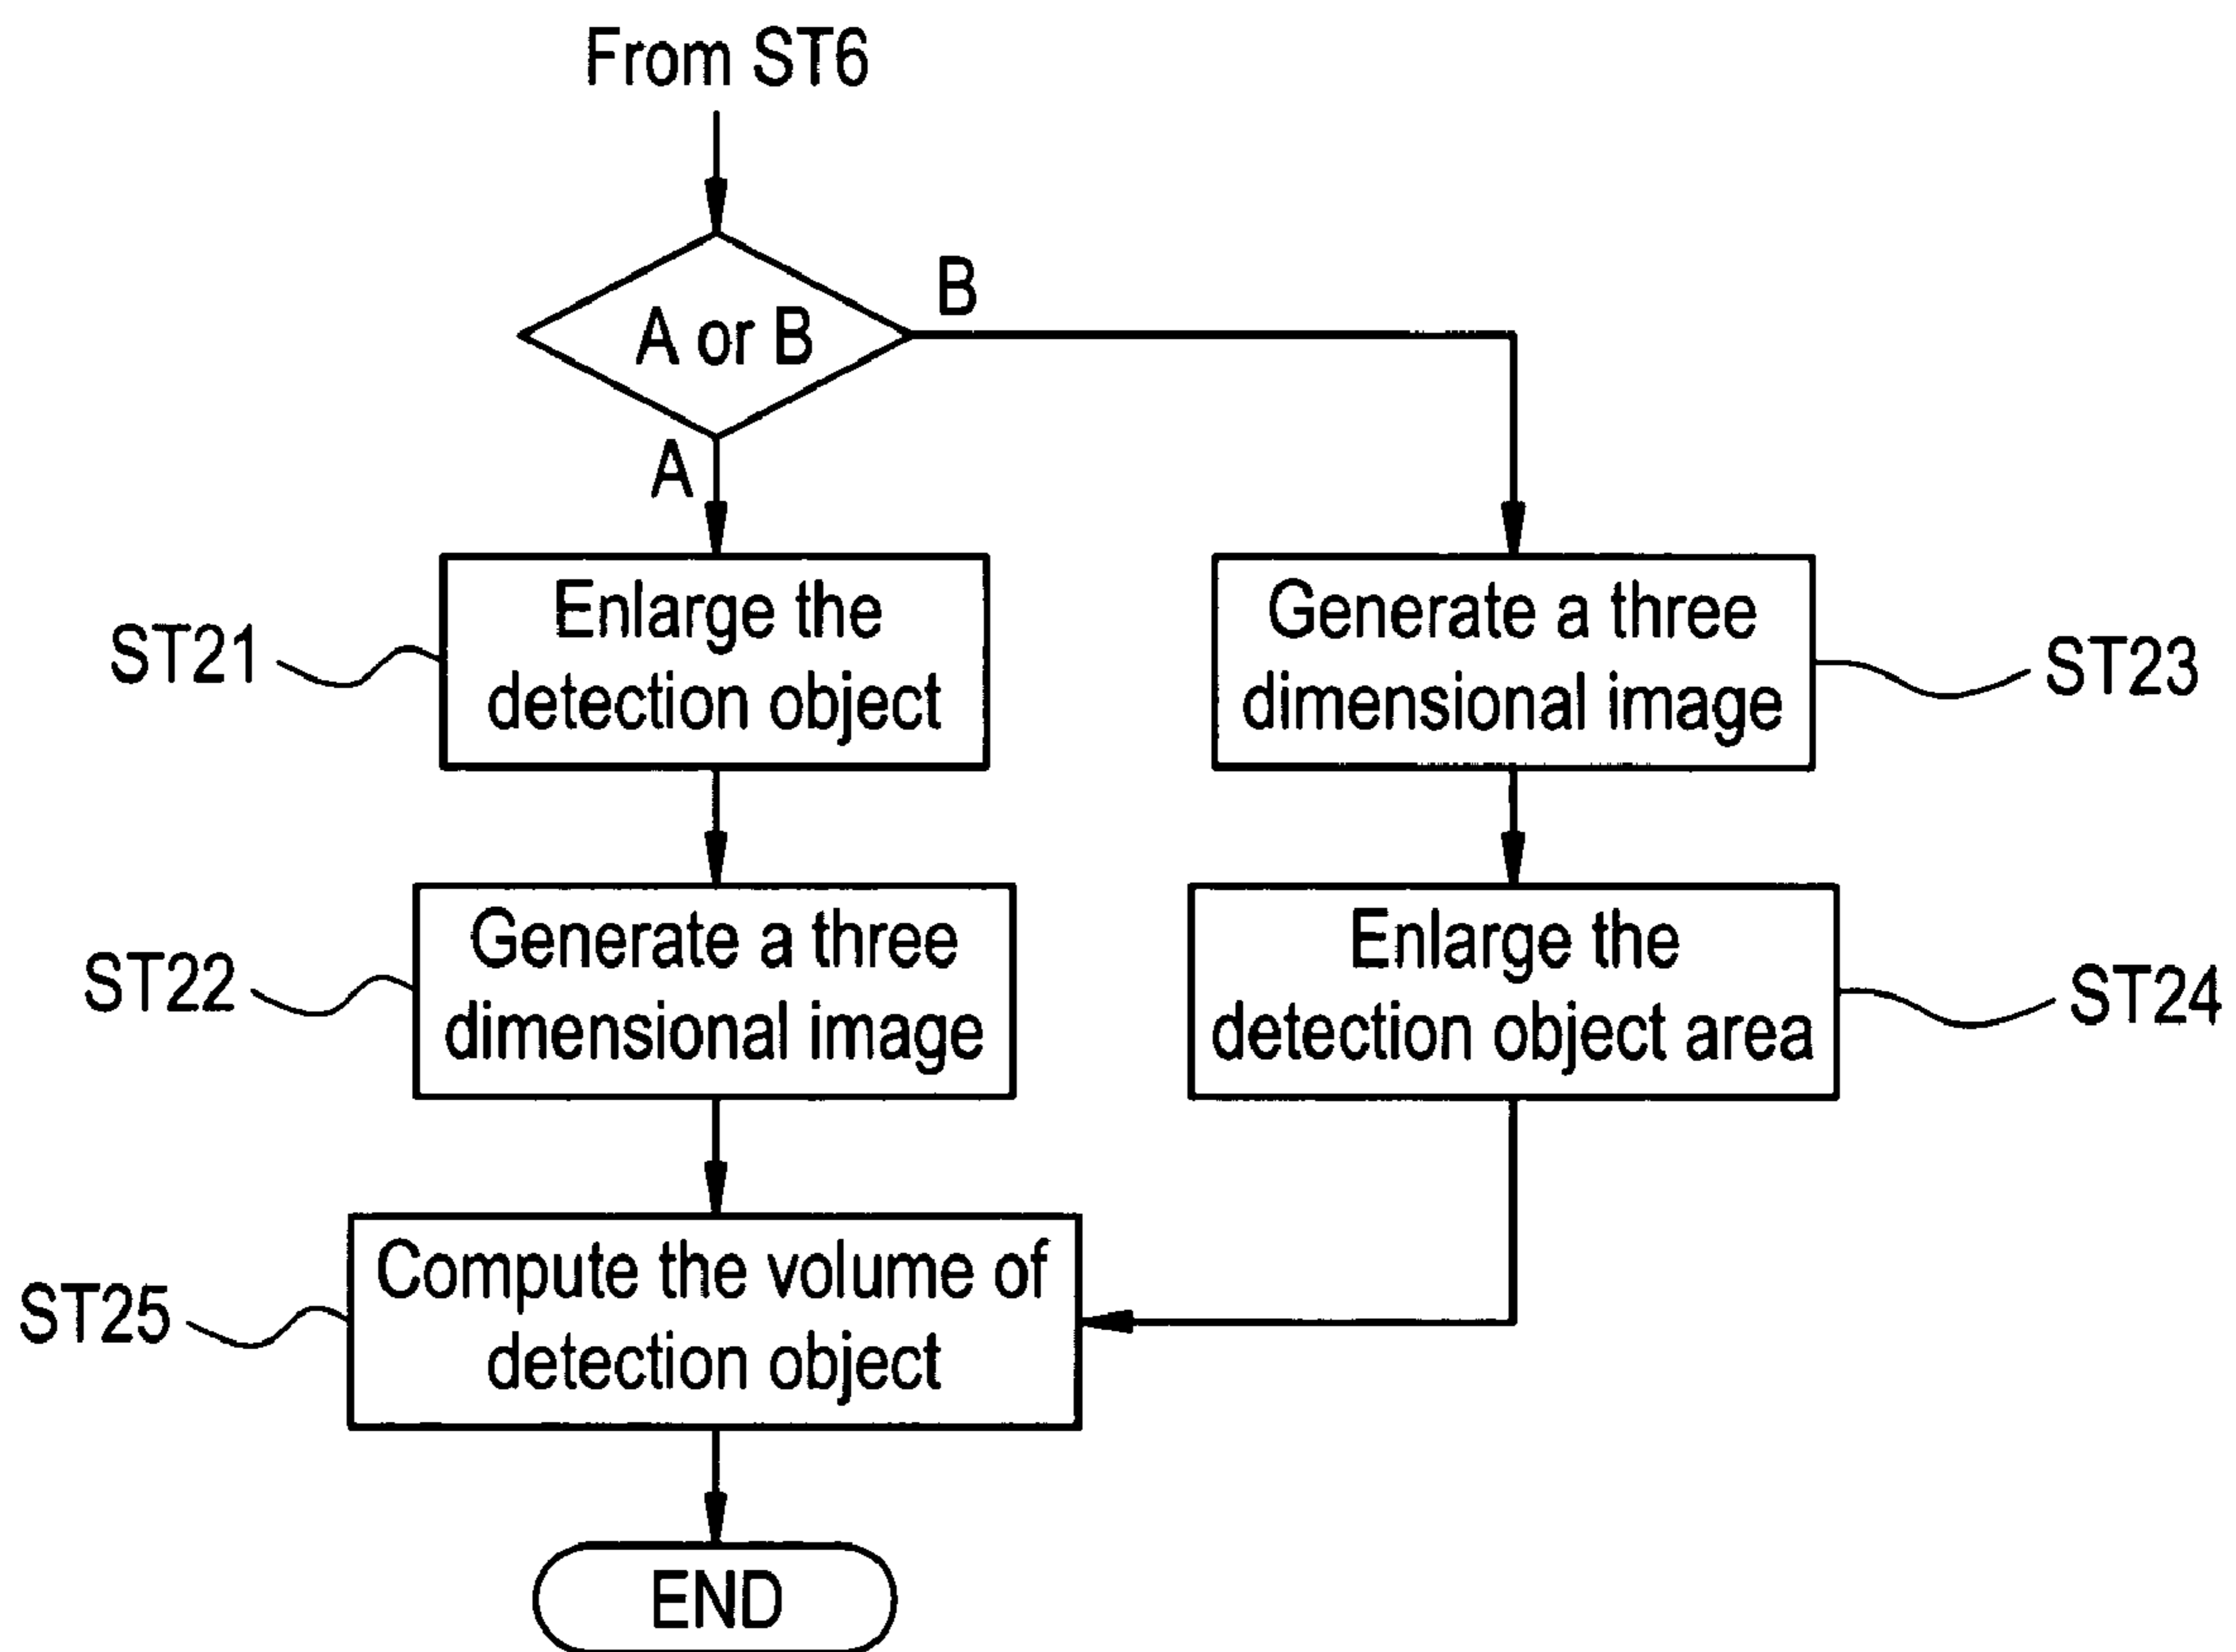 From ST6
A or B
B
A
ST21
Enlarge the
detection object
Generate a three
dimensional image
ST23
ST22
Generate a three
dimensional image
Enlarge the
detection object area
ST24
ST25
Compute the volume of
detection object
END